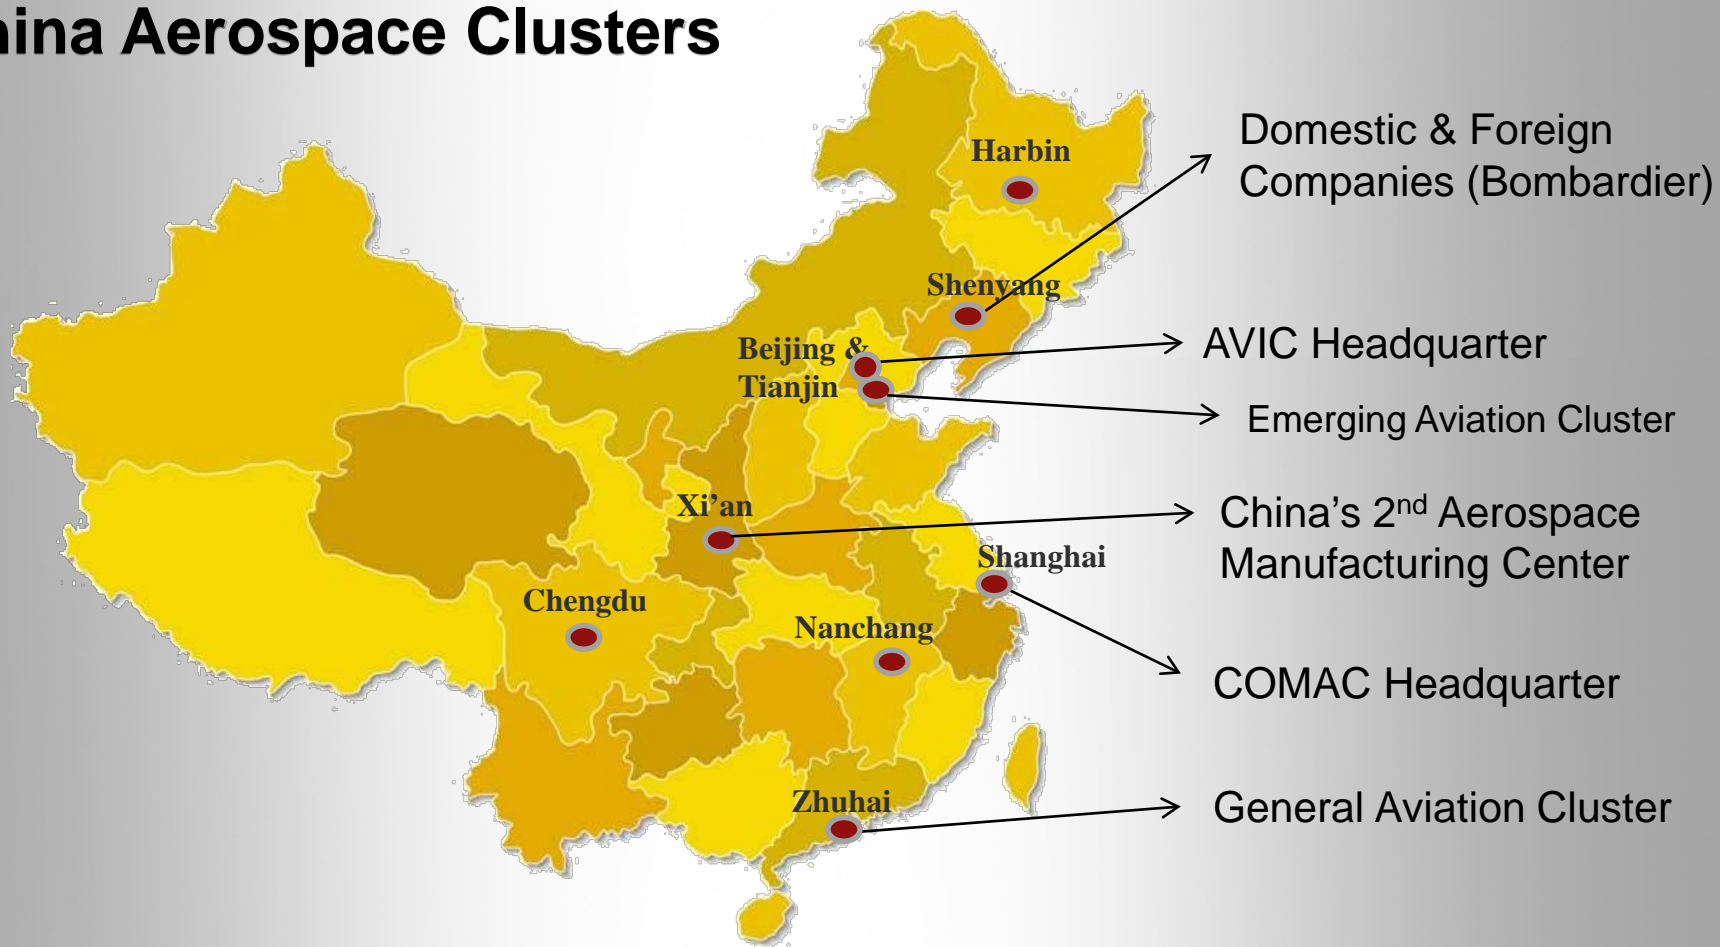 hina Aerospace Clusters
Harbin
Domestic & Foreign
Companies (Bombardier)
Shenyang
Beijing &
Tianjin
AVIC Headquarter
Emerging Aviation Cluster
Xi’an
China’s 2nd Aerospace
Manufacturing Center
Shanghai
Chengdu
Nanchang
COMAC Headquarter
Zhuhai
General Aviation Cluster